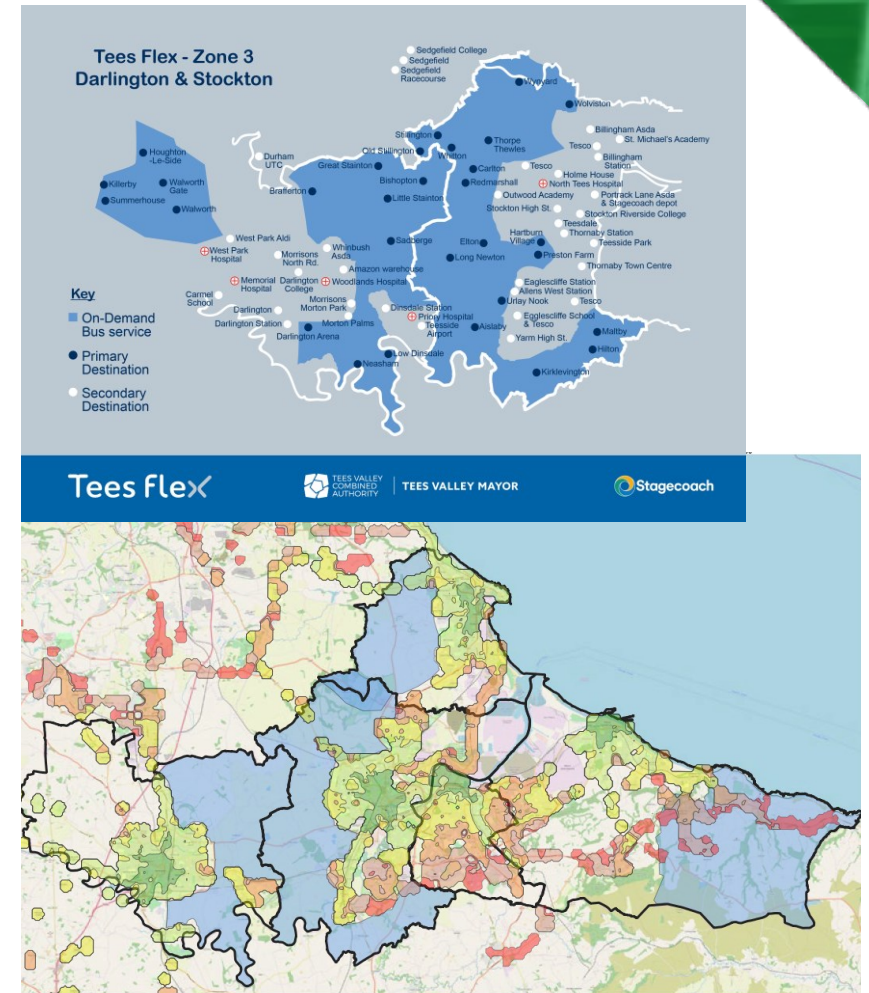 Tees Flex - Zone 3
Darlington & Stockton
Sedgefield College
Sedgefield
Sedgefield
Racecourse
Wynyard
Wolviston
Billingham Asda
St. Michael's Academy
Tesco
Billingham
Station
Stillington
Old Stillington
Whitton
Thorpe
Thewles
Houghton
-Le-Side
Durham
UTC
Great Stainton
Carlton
Tesco
Holme House
Killerby
Walworth
Gate
Bishopton
Redmarshall
North Tees Hospital
Summerhouse
Brafferton
Little Stainton
Outwood Academy
Portrack Lane Asda
& Stagecoach depot
Walworth
Stockton High St.
Stockton Riverside College
Teesdale
West Park Aldi
Sadberge
Elton
Hartburn
Village
Thornaby Station
Teesside Park
West Park
Hospital
Morrisons
North Rd.
Whinbush
Asda
Long Newton
Preston Farm
Amazon warehouse
Thornaby Town Centre
Key
Memorial
Hospital
Darlington
College
Woodlands Hospital
Eaglescliffe Station
Allens West Station
On-Demand
Bus service
Carmel
School
Morrisons
Morton Park
Urlay Nook
Tesco
Darlington
Dinsdale Station
Priory Hospital
Egglescliffe School
& Tesco
Darlington Station
Morton Palms
Teesside
Airport
Aislaby
Maltby
Primary
Destination
Darlington Arena
Yarm High St.
Low Dinsdale
Hilton
Neasham
Kirklevington
Secondary
Destination
Tees Flex
TEES VALLEY
COMBINED
AUTHORITY
TEES VALLEY MAYOR
Stagecoach